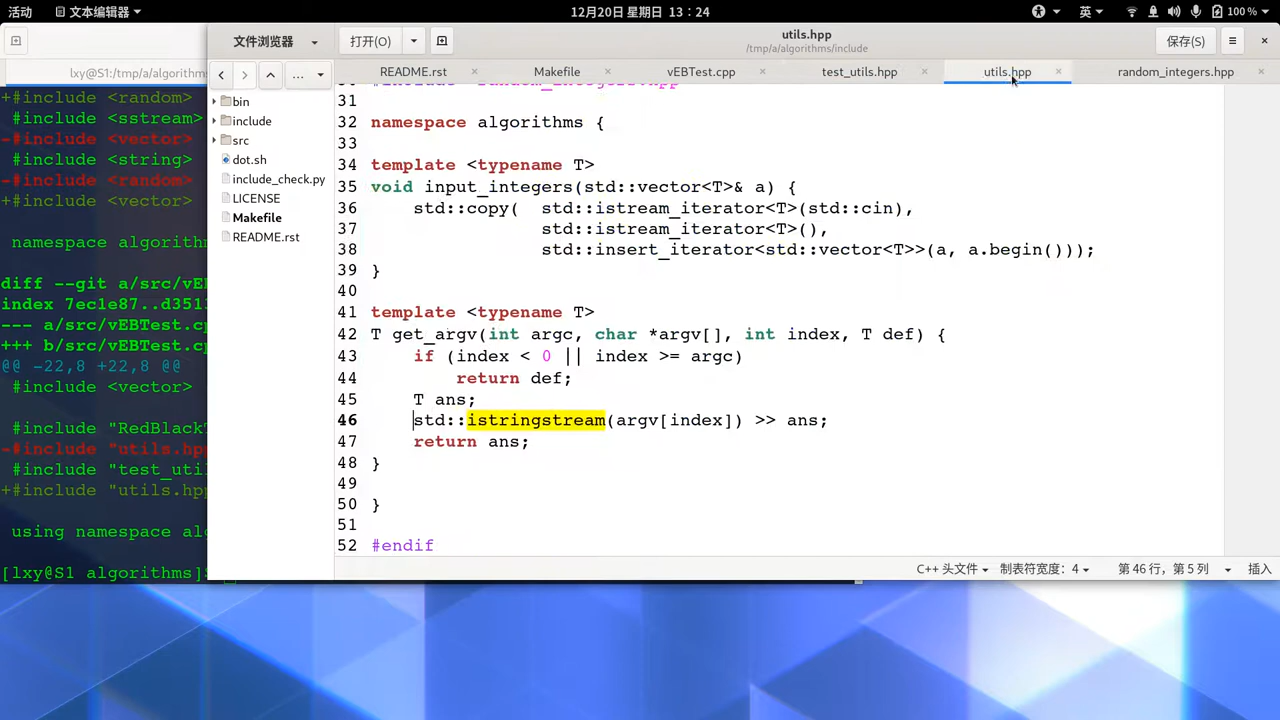 活动
文本编辑器
12月20日 星期日 13：24
英
100 %
lxy@S1:/tmp/a/algorithms
+#include <random>
 #include <sstream>
-#include <vector>
 #include <string>
-#include <random>
+#include <vector>
 namespace algorith
diff --git a/src/vE
index 7ec1e87..d351
--- a/src/vEBTest.c
+++ b/src/vEBTest.cp
@@ -22,8 +22,8 @@
 #include <vector>
 #include "RedBlack
-#include "utils.hp
 #include "test_uti
+#include "utils.hp
 using namespace al
[lxy@S1 algorithms]$
文件浏览器
打开(O)
utils.hpp
/tmp/a/algorithms/include
保存(S)
...
README.rst
Makefile
vEBTest.cpp
test_utils.hpp
utils.hpp
random_integers.hpp
bin
include
src
dot.sh
include_check.py
LICENSE
Makefile
README.rst
31
32 namespace algorithms {
33
34 template <typename T>
35 void input_integers(std::vector<T>& a) {
36     std::copy(  std::istream_iterator<T>(std::cin),
37                 std::istream_iterator<T>(),
38                 std::insert_iterator<std::vector<T>>(a, a.begin()));
39 }
40
41 template <typename T>
42 T get_argv(int argc, char *argv[], int index, T def) {
43     if (index < 0 || index >= argc)
44         return def;
45     T ans;
46     std::istringstream(argv[index]) >> ans;
47     return ans;
48 }
49
50 }
51
52 #endif
C++ 头文件
制表符宽度：4
第 46 行，第 5 列
插入